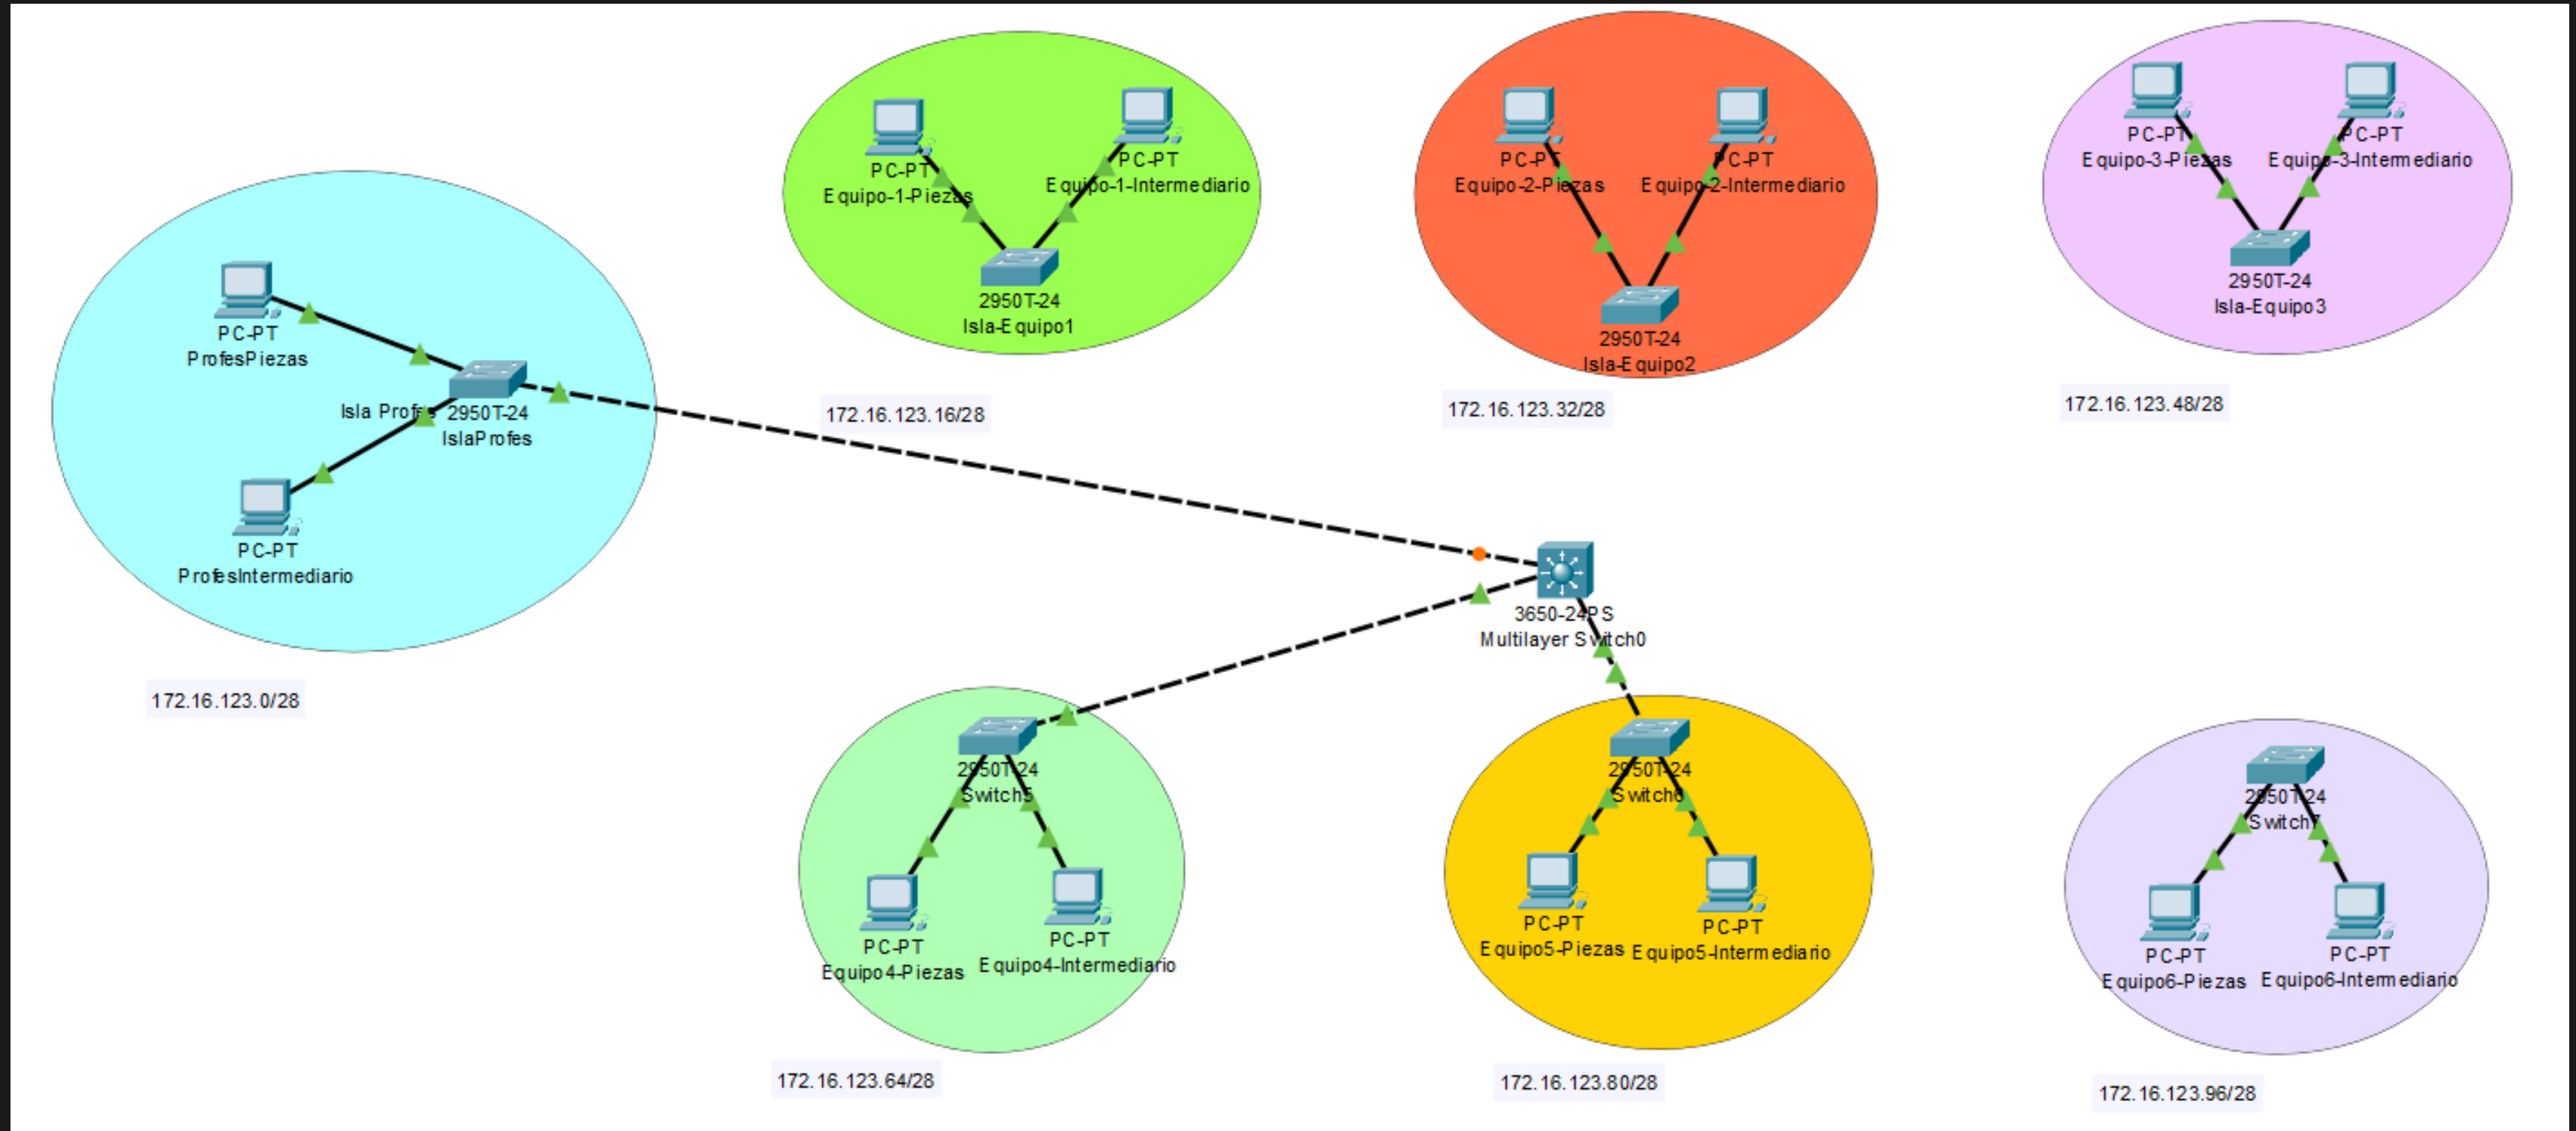 PC-PT
ProfesPiezas
Isla Profes
2950T-24
IslaProfes
PC-PT
ProfesIntermediario
172.16.123.0/28
PC-PT
Equipo-1-Piezas
PC-PT
Equipo-1-Intermediario
2950T-24
Isla-Equipo1
172.16.123.16/28
PC-PT
Equipo-2-Piezas
PC-PT
Equipo-2-Intermediario
2950T-24
Isla-Equipo2
172.16.123.32/28
PC-PT
Equipo-3-Piezas
PC-PT
Equipo-3-Intermediario
2950T-24
Isla-Equipo3
172.16.123.48/28
3650-24PS
Multilayer Switch0
2950T-24
Switch5
PC-PT
Equipo4-Piezas
PC-PT
Equipo4-Intermediario
172.16.123.64/28
2950T-24
Switch6
PC-PT
Equipo5-Piezas
PC-PT
Equipo5-Intermediario
172.16.123.80/28
2950T-24
Switch7
PC-PT
Equipo6-Piezas
PC-PT
Equipo6-Intermediario
172.16.123.96/28